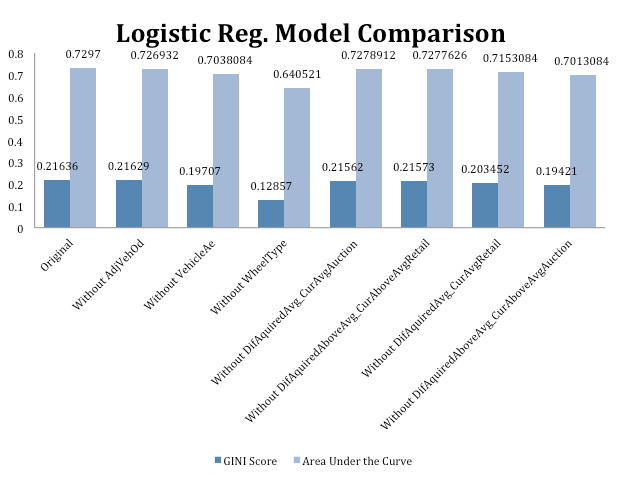 Logistic Reg. Model Comparison
0.8
0.7
0.6
0.5
0.4
0.3
0.2
0.1
0
0.7297
0.726932
0.7038084
0.640521
0.7278912
0.7277626
0.7153084
0.7013084
0.21636
0.21629
0.19707
0.12857
0.21562
0.21573
0.203452
0.19421
Original
Without AdjVehOd
Without VehicleAe
Without WheelType
Without DifAquiredAvg_CurAvgAuction
Without DifAquiredAboveAvg_CurAboveAvgRetail
Without DifAquiredAvg_CurAvgRetail
Without DifAquiredAboveAvg_CurAboveAvgAuction
GINI Score
Area Under the Curve